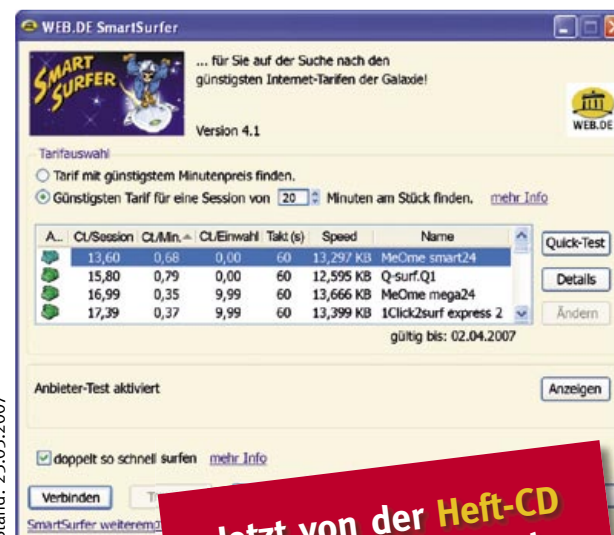 WEB.DE SmartSurfer
SMART SURFER
... für Sie auf der Suche nach den
günstigsten Internet-Tarifen der Galaxie!
Version 4.1
WEB.DE
Tarifauswahl
Tarif mit günstigstem Minutenpreis finden.
Günstigsten Tarif für eine Session von 20 Minuten am Stück finden. mehr Info
A... Ct./Session Ct./Min. Ct./Einwahl Takt (s) Speed Name
13,60 0,68 0,00 60 13,297 KB MeOme smart24
15,80 0,79 0,00 60 12,595 KB Q-surf.Q1
16,99 0,35 9,99 60 13,666 KB MeOme mega24
17,39 0,37 9,99 60 13,399 KB 1Click2surf express 2
Quick-Test
Details
Ändern
gültig bis: 02.04.2007
Anbieter-Test aktiviert
Anzeigen
doppelt so schnell surfen mehr Info
Verbinden
SmartSurfer
von der Heft-CD